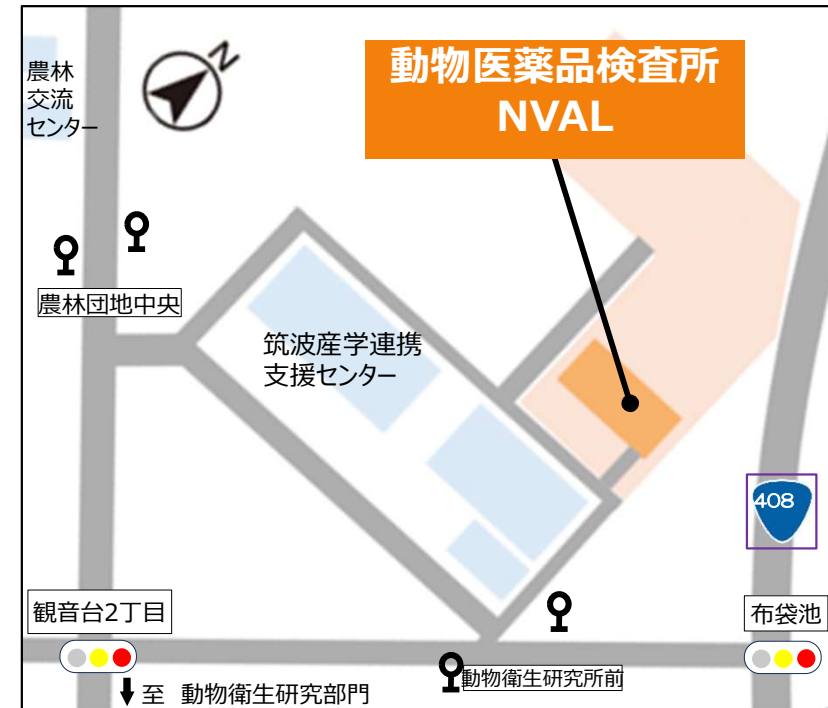 農林
交流
センター
N
動物医薬品検査所
NVAL
農林団地中央
筑波産学連携
支援センター
408
観音台2丁目
布袋池
動物衛生研究所前
至 動物衛生研究部門